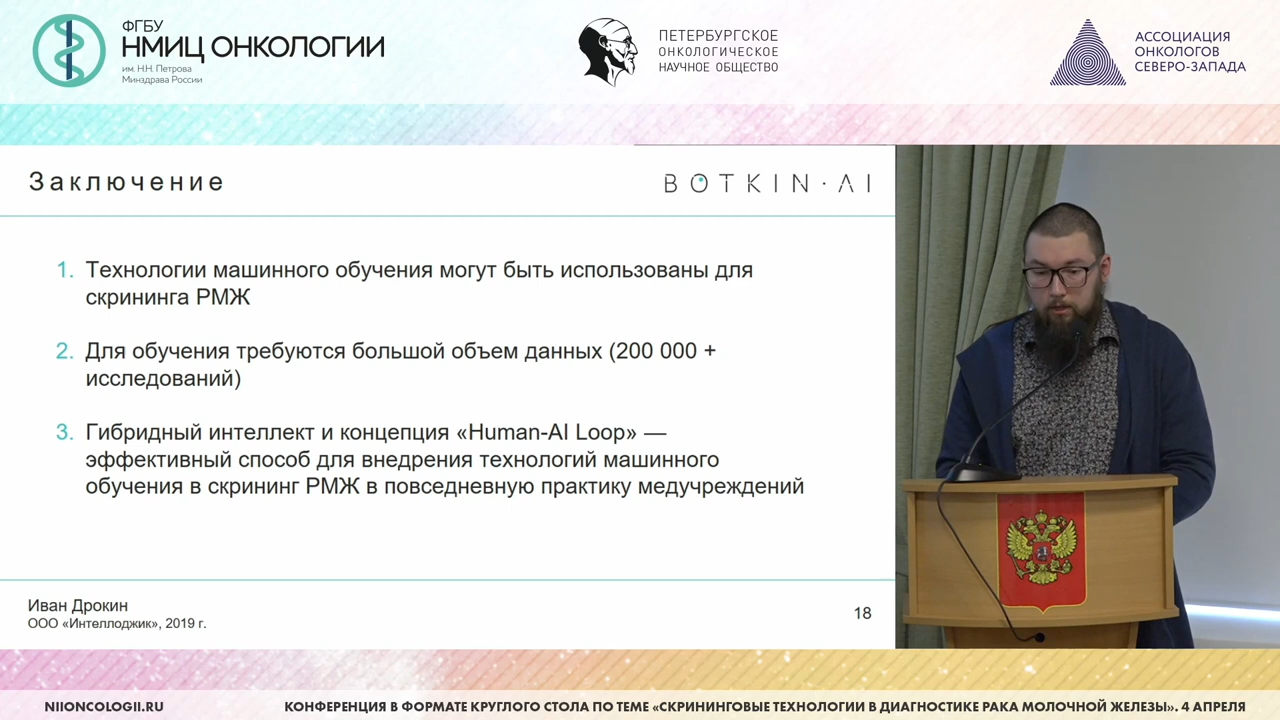 ФГБУ
НМИЦ ОНКОЛОГИИ
им. Н.Н. Петрова
Минздрава России
ПЕТЕРБУРГСКОЕ
ОНКОЛОГИЧЕСКОЕ
НАУЧНОЕ ОБЩЕСТВО
АССОЦИАЦИЯ
ОНКОЛОГОВ
СЕВЕРО-ЗАПАДА
Заключение
BOTKIN·AI
1. Технологии машинного обучения могут быть использованы для
скрининга РМЖ
2. Для обучения требуются большой объем данных (200 000 +
исследований)
3. Гибридный интеллект и концепция «Human-AI Loop» —
эффективный способ для внедрения технологий машинного
обучения в скрининг РМЖ в повседневную практику медучреждений
Иван Дрокин
ООО «Интеллоджик», 2019 г.
18
NIIONCOLOGII.RU
КОНФЕРЕНЦИЯ В ФОРМАТЕ КРУГЛОГО СТОЛА ПО ТЕМЕ «СКРИНИНГОВЫЕ ТЕХНОЛОГИИ В ДИАГНОСТИКЕ РАКА МОЛОЧНОЙ ЖЕЛЕЗЫ». 4 АПРЕЛЯ